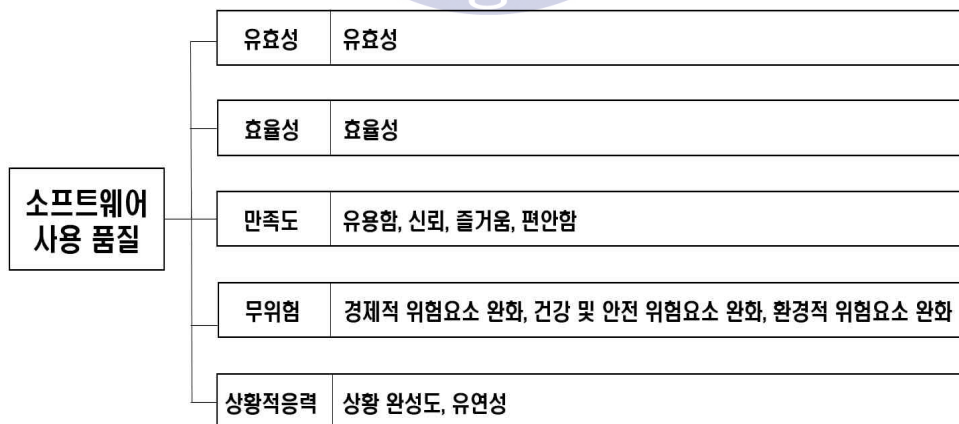 유효성 유효성
효율성 효율성
소프트웨어
사용 품질
만족도 유용함, 신뢰, 즐거움, 편안함
무위험 경제적 위험요소 완화, 건강 및 안전 위험요소 완화, 환경적 위험요소 완화
상황적응력 상황 완성도, 유연성